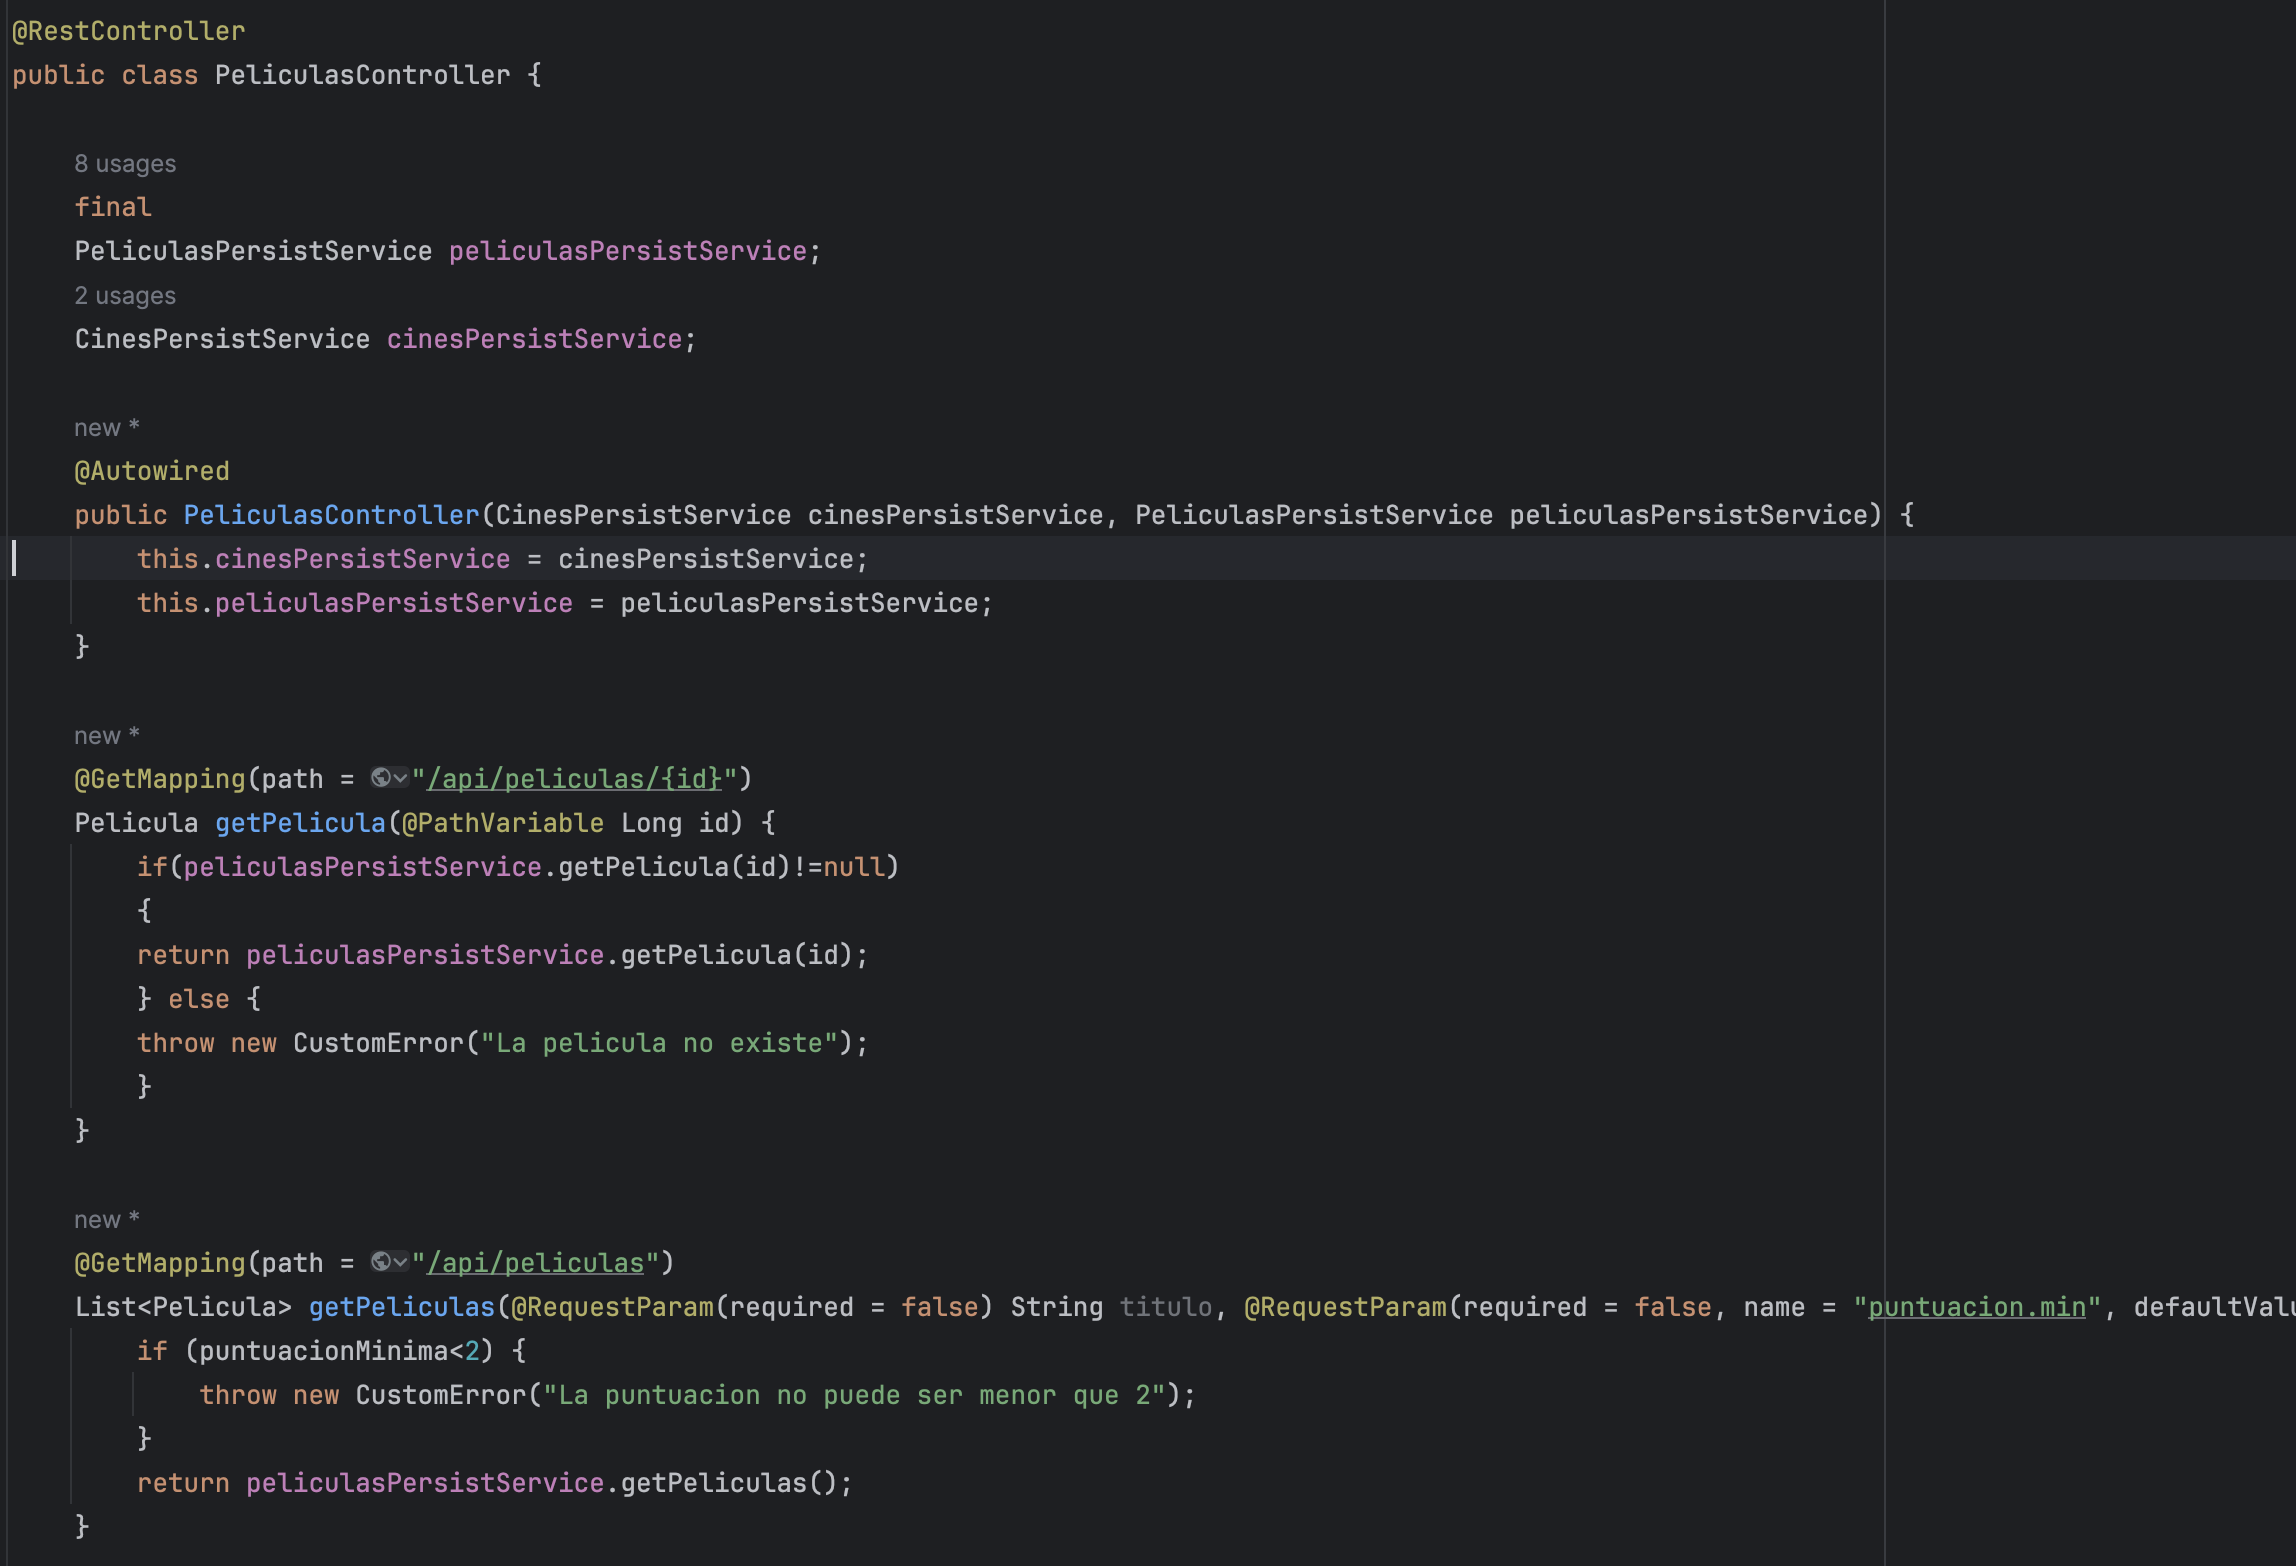 @RestController
public class PeliculasController {
8 usages
final
PeliculasPersistService peliculasPersistService;
2 usages
CinesPersistService cinesPersistService;
new *
@Autowired
public PeliculasController(CinesPersistService cinesPersistService, PeliculasPersistService peliculasPersistService) {
this.cinesPersistService = cinesPersistService;
this.peliculasPersistService = peliculasPersistService;
}
new *
@GetMapping(path = "/api/peliculas/{id}")
Pelicula getPelicula(@PathVariable Long id) {
if(peliculasPersistService.getPelicula(id)!=null)
{
return peliculasPersistService.getPelicula(id);
} else {
throw new CustomError("La pelicula no existe");
}
}
new *
@GetMapping(path = "/api/peliculas")
List<Pelicula> getPeliculas(@RequestParam(required = false) String titulo, @RequestParam(required = false, name = "puntuacion.min", defaultValu
if (puntuacionMinima<2) {
throw new CustomError("La puntuacion no puede ser menor que 2");
}
return peliculasPersistService.getPeliculas();
}